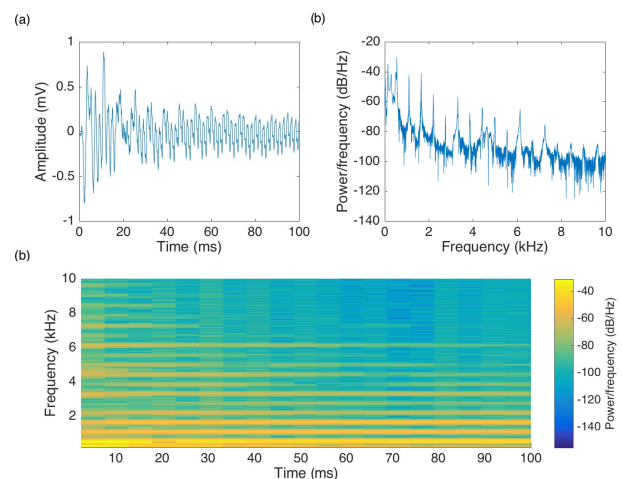 (a)
1
0.5
0
-0.5
-1
Amplitude (mV)
0 20 40 60 80 100
Time (ms)
(b)
-20
-40
-60
-80
-100
-120
-140
Power/frequency (dB/Hz)
0 2 4 6 8 10
Frequency (kHz)
(b)
10
8
6
4
2
Frequency (kHz)
10 20 30 40 50 60 70 80 90 100
Time (ms)
-40
-60
-80
-100
-120
-140
Power/frequency (dB/Hz)